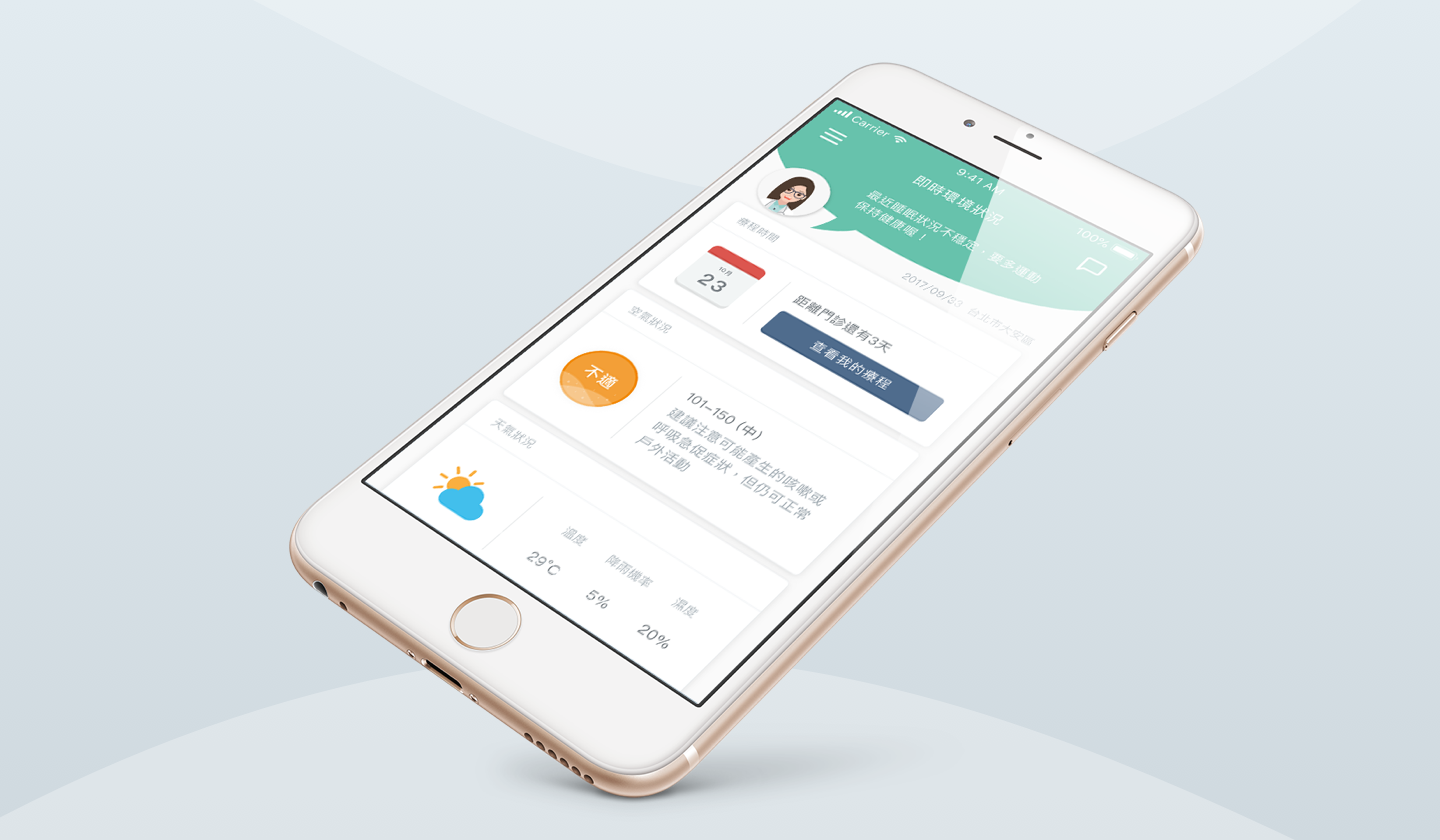 Carrier
9:41 AM
100%
即時環境狀況
最近睡眠狀況不穩定，要多運動
保持健康喔！
2017/09/33 台北市大安區
療程時間
10月
23
距離門診還有3天
查看我的療程
空氣狀況
不適
101-150 (中)
建議注意可能產生的咳嗽或
呼吸急促症狀，但仍可正常
戶外活動
天氣狀況
溫度
降雨機率
濕度
29°C
5%
20%